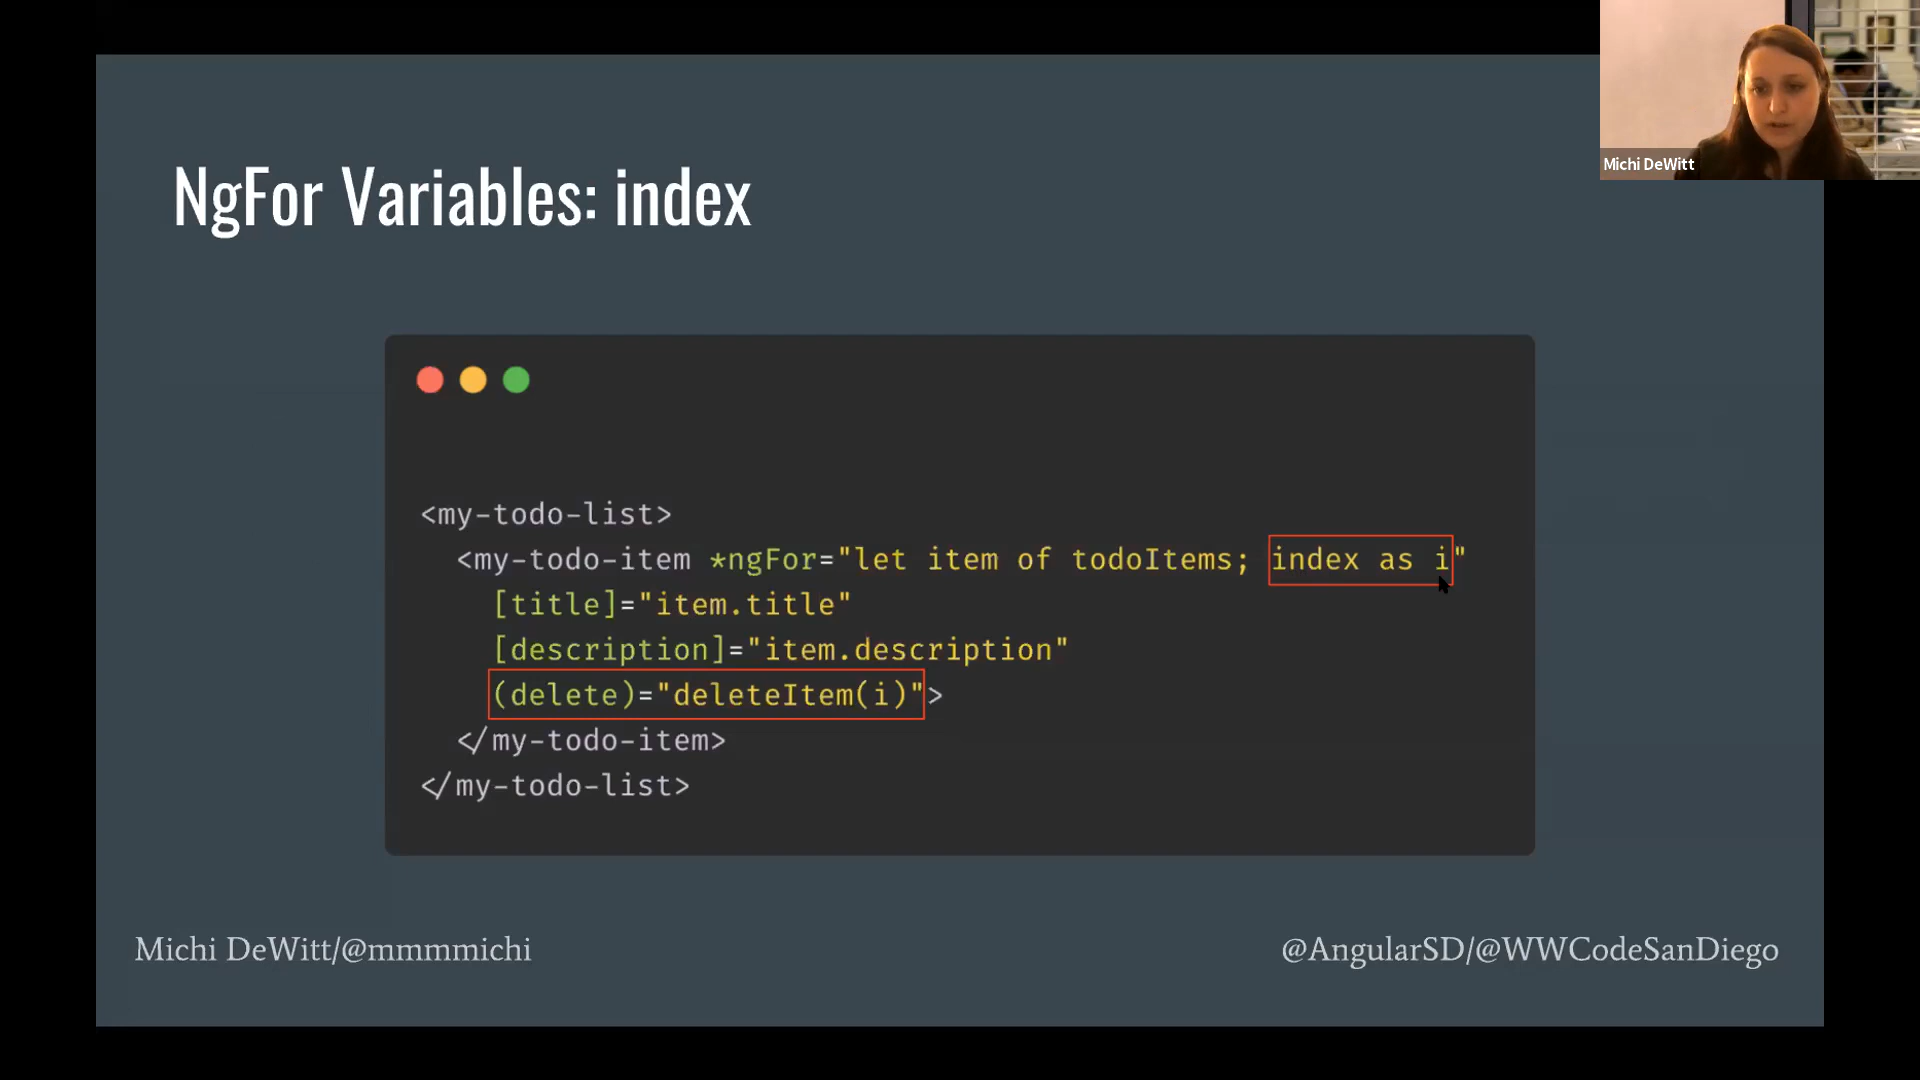 Michi DeWitt
NgFor Variables: index
<my-todo-list>
<my-todo-item *ngFor="let item of todoItems; index as i"
[title]="item.title"
[description]="item.description"
(delete)="deleteItem(i)">
</my-todo-item>
</my-todo-list>
Michi DeWitt/@mmmmichi
@AngularSD/@WWCodeSanDiego